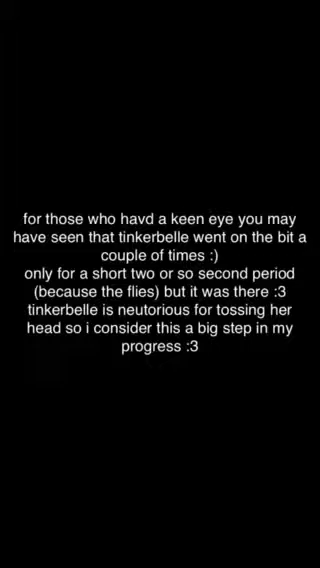 for those who havd a keen eye you may
have seen that tinkerbelle went on the bit a
couple of times :)
only for a short two or so second period
(because the flies) but it was there :3
tinkerbelle is neutorious for tossing her
head so i consider this a big step in my
progress :3